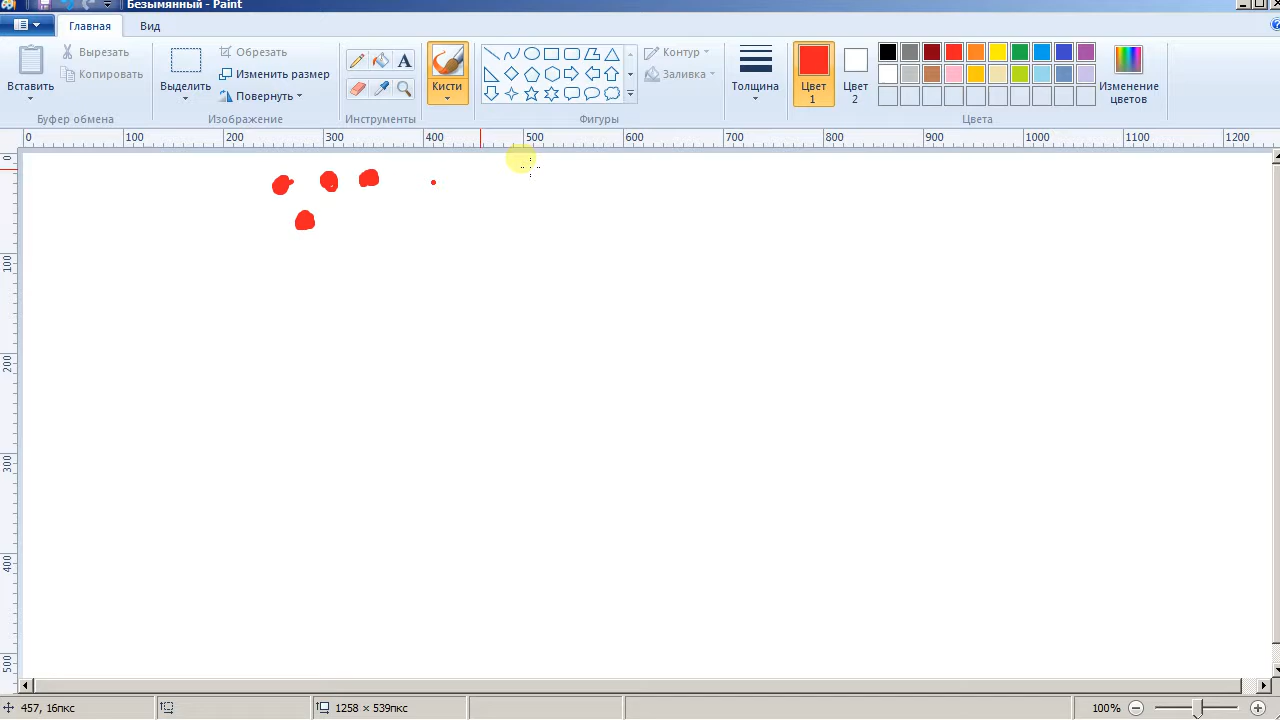 Безымянный - Paint
Главная Вид
Вставить
Вырезать
Копировать
Буфер обмена
Выделить
Обрезать
Изменить размер
Повернуть
Изображение
A
Инструменты
Кисти
Фигуры
Контур
Заливка
Толщина
Цвет 1
Цвет 2
Изменение цветов
Цвета
0 100 200 300 400 500 600 700 800 900 1000 1100 1200
0
100
200
300
400
500
457, 16пкс 1258 × 539пкс 100%